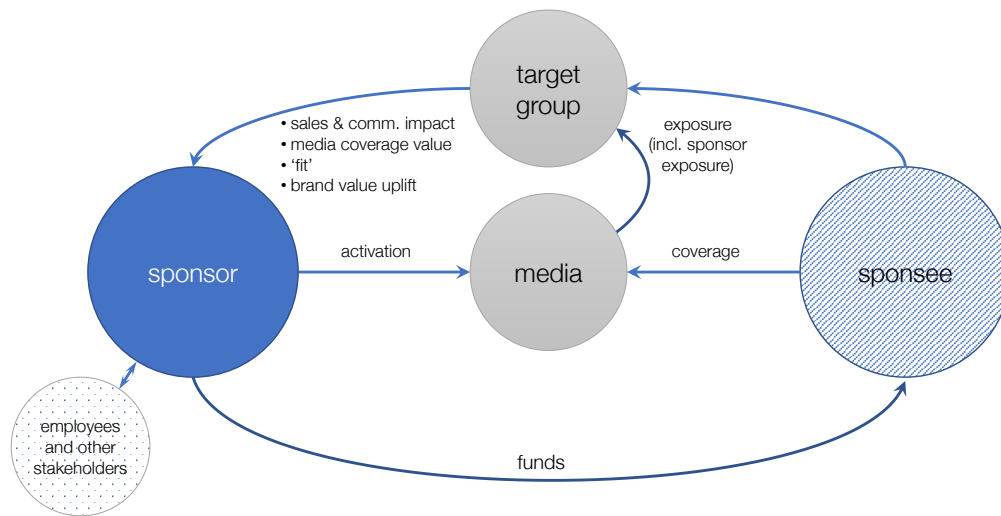 target
group
• sales & comm. impact
• media coverage value
• ‘fit’
• brand value uplift
exposure
(incl. sponsor
exposure)
sponsor
activation
media
coverage
sponsee
employees
and other
stakeholders
funds